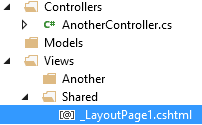 Controllers
C# AnotherController.cs
Models
Views
Another
Shared
[@] _LayoutPage1.cshtml